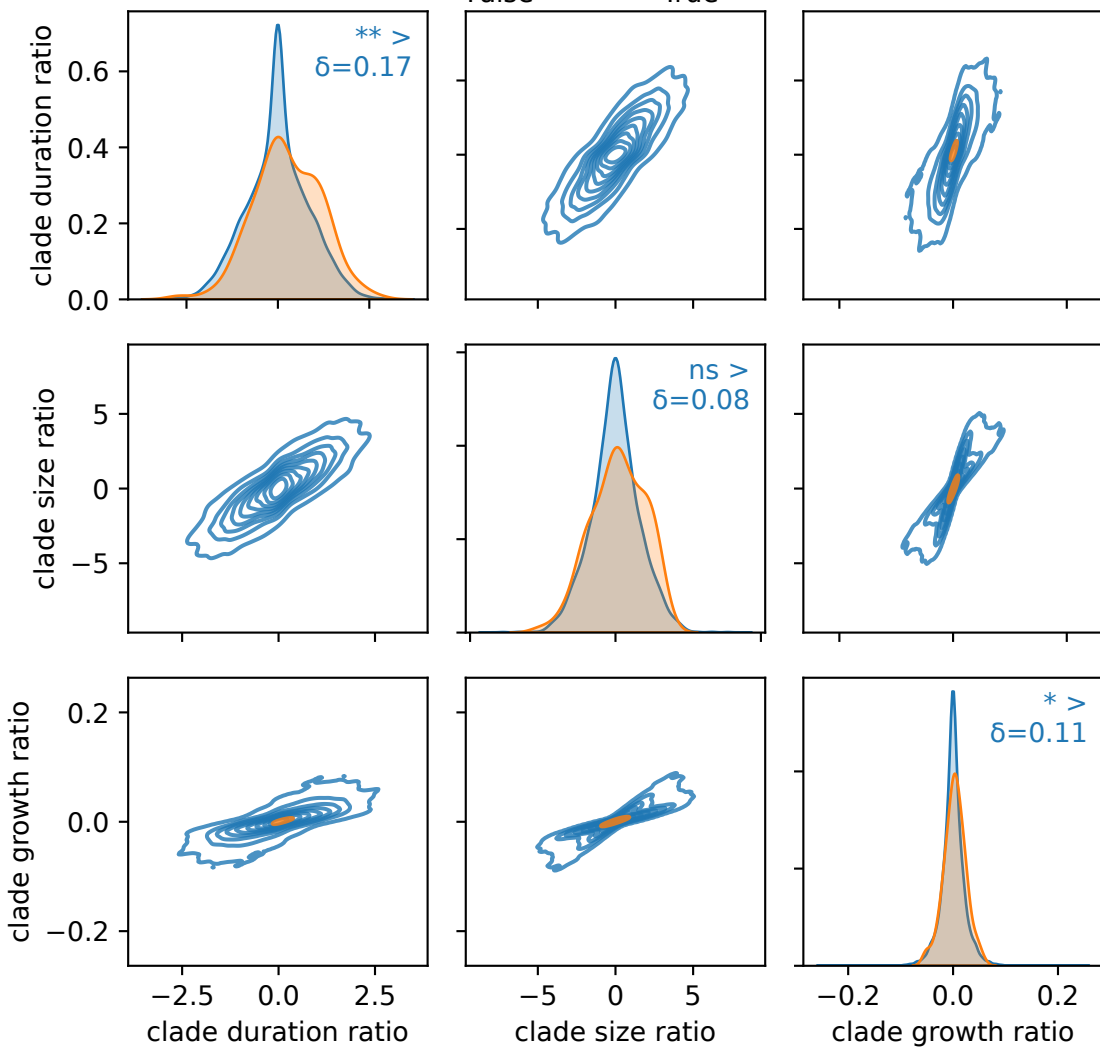 clade duration ratio
0.6
0.4
0.2
0.0
** >
δ=0.17
clade size ratio
5
0
−5
ns >
δ=0.08
clade growth ratio
0.2
0.0
−0.2
* >
δ=0.11
−2.5 0.0 2.5
−5 0 5
−0.2 0.0 0.2
clade duration ratio
clade size ratio
clade growth ratio